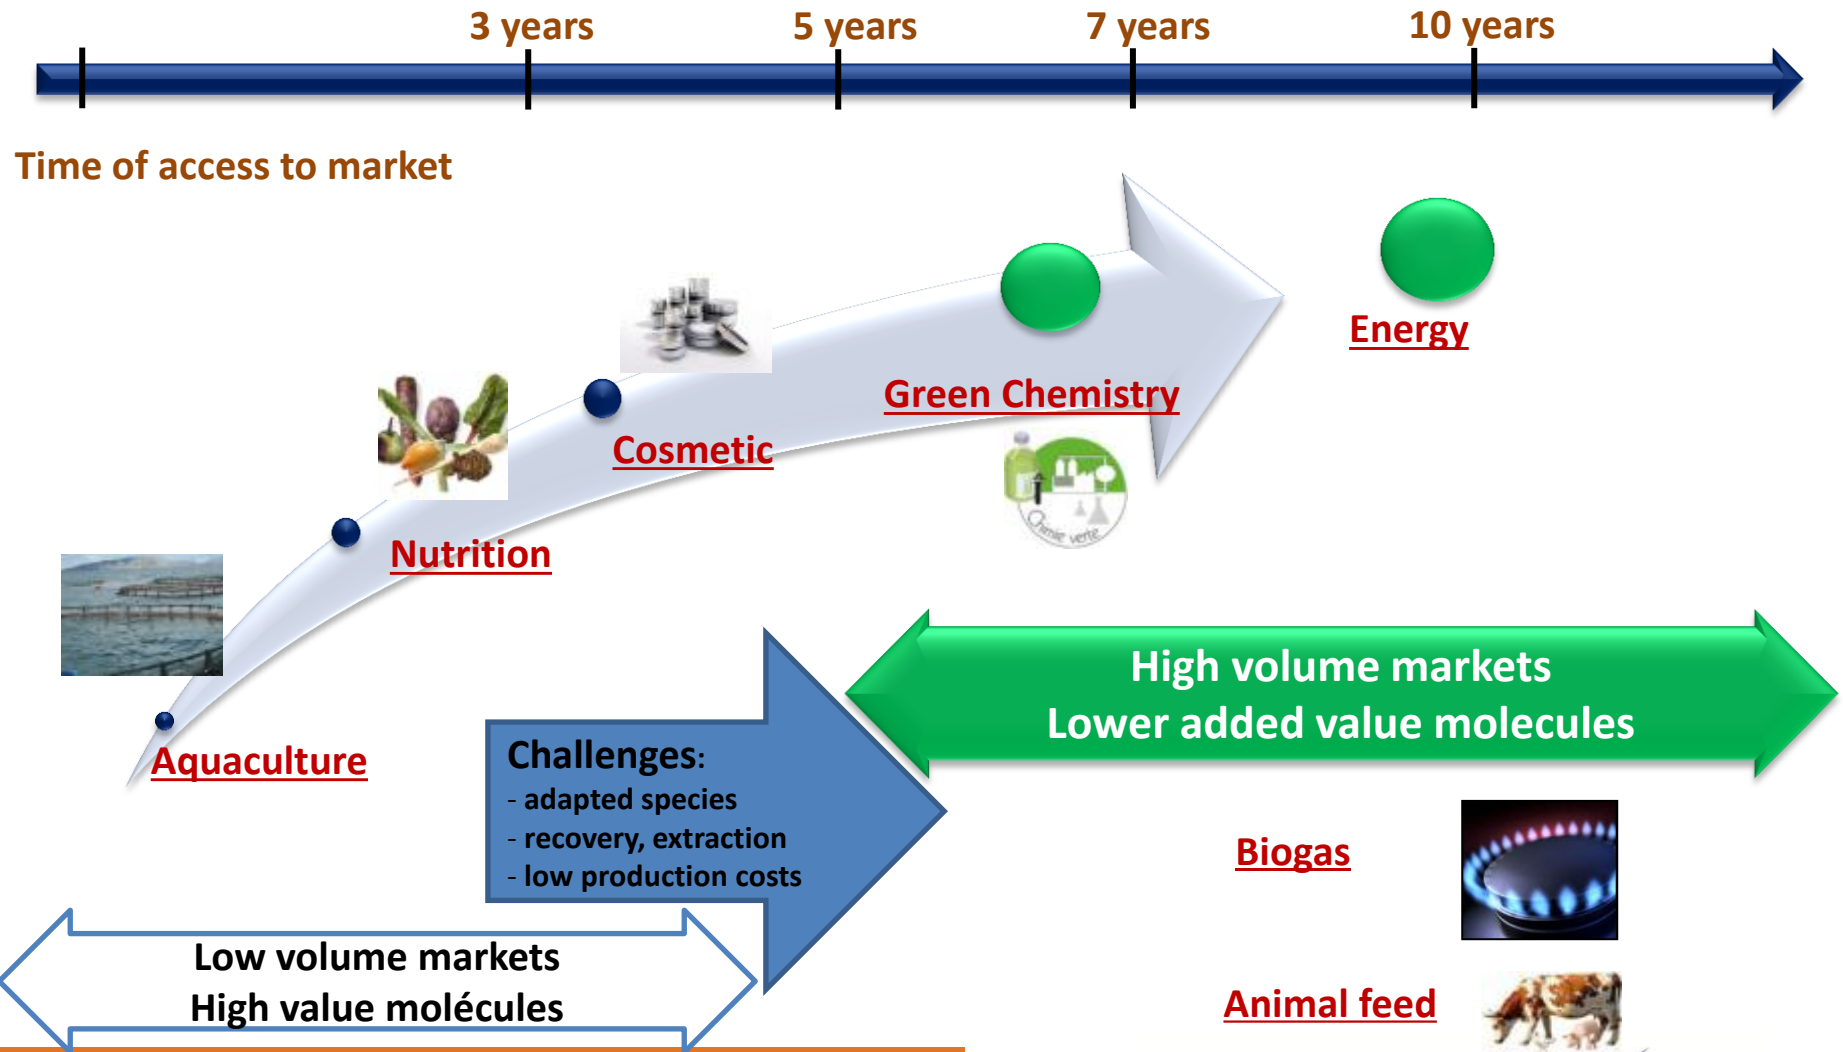 3 years
5 years
7 years
10 years
Time of access to market
Energy
Green Chemistry
Cosmetic
Chimie verte
Nutrition
High volume markets
Lower added value molecules
Aquaculture
Challenges:
- adapted species
- recovery, extraction
- low production costs
Biogas
Low volume markets
High value molécules
Animal feed